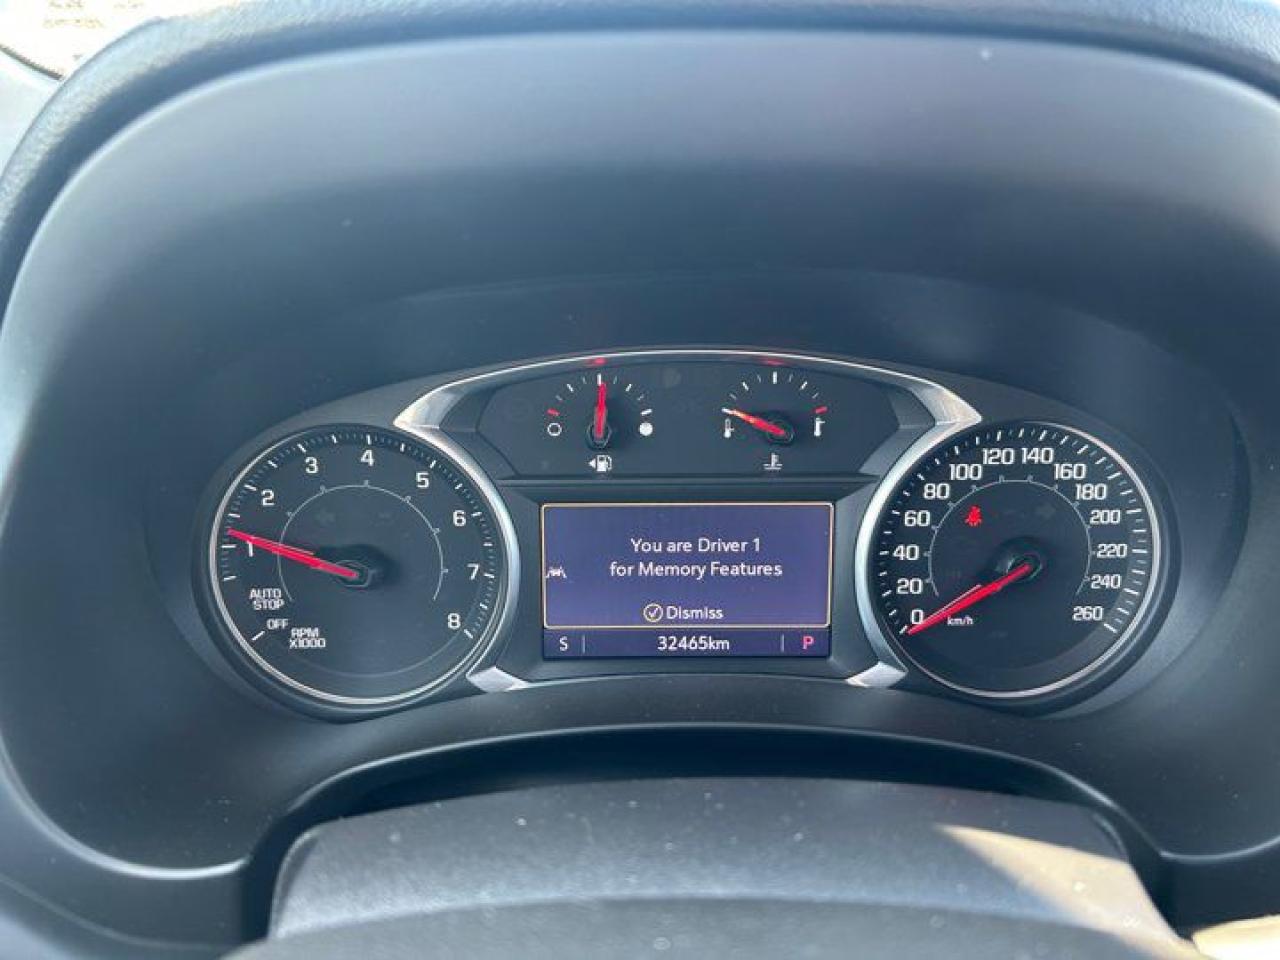 You are Driver 1
for Memory Features
Dismiss
S 32465km P
1 2 3 4 5 6 7 8
AUTO
STOP
OFF
RPM
X1000
0 20 40 60 80 100 120 140 160 180 200 220 240 260
km/h